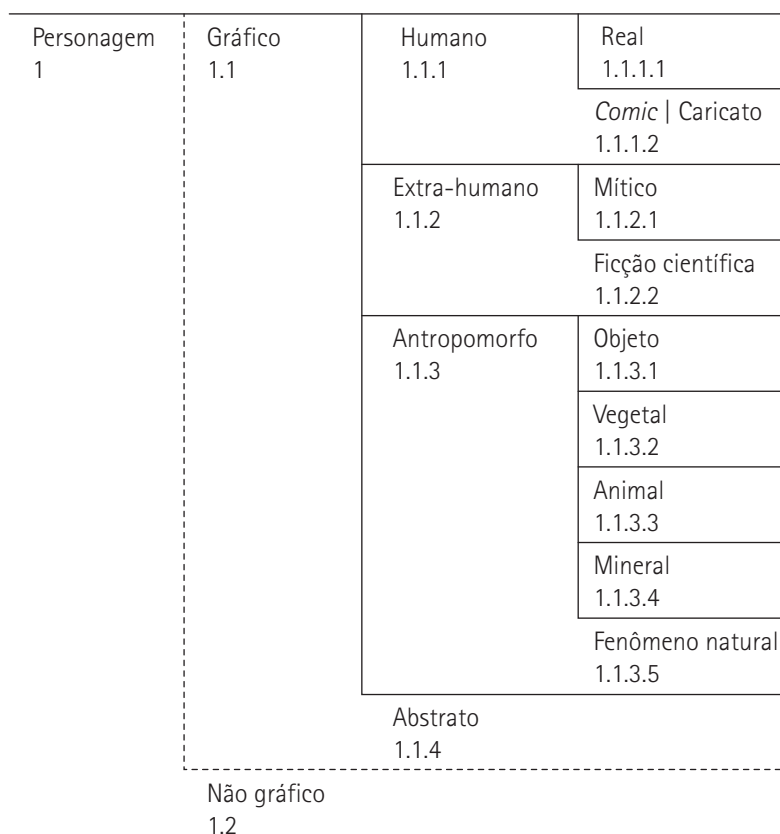 Personagem
1
Gráfico
1.1
Humano
1.1.1
Real
1.1.1.1
Comic | Caricato
1.1.1.2
Extra-humano
1.1.2
Mítico
1.1.2.1
Ficção científica
1.1.2.2
Antropomorfo
1.1.3
Objeto
1.1.3.1
Vegetal
1.1.3.2
Animal
1.1.3.3
Mineral
1.1.3.4
Fenômeno natural
1.1.3.5
Abstrato
1.1.4
Não gráfico
1.2